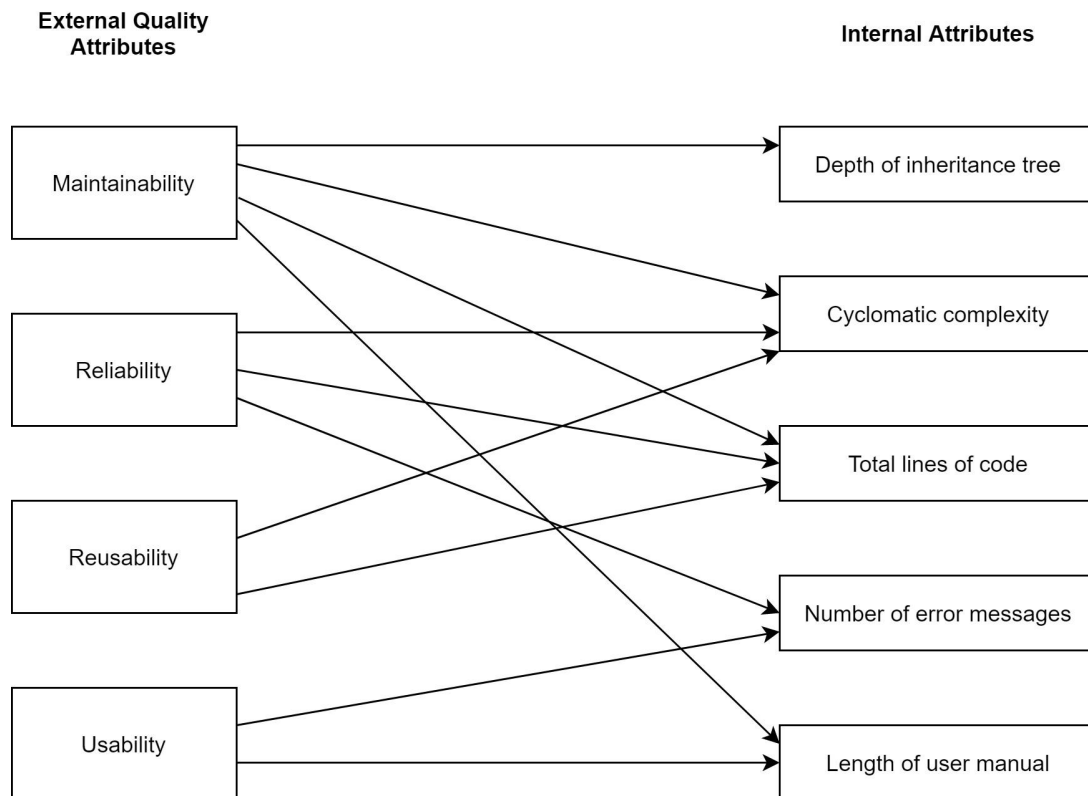 External Quality
Attributes
Internal Attributes
Maintainability
Depth of inheritance tree
Cyclomatic complexity
Reliability
Total lines of code
Reusability
Number of error messages
Usability
Length of user manual